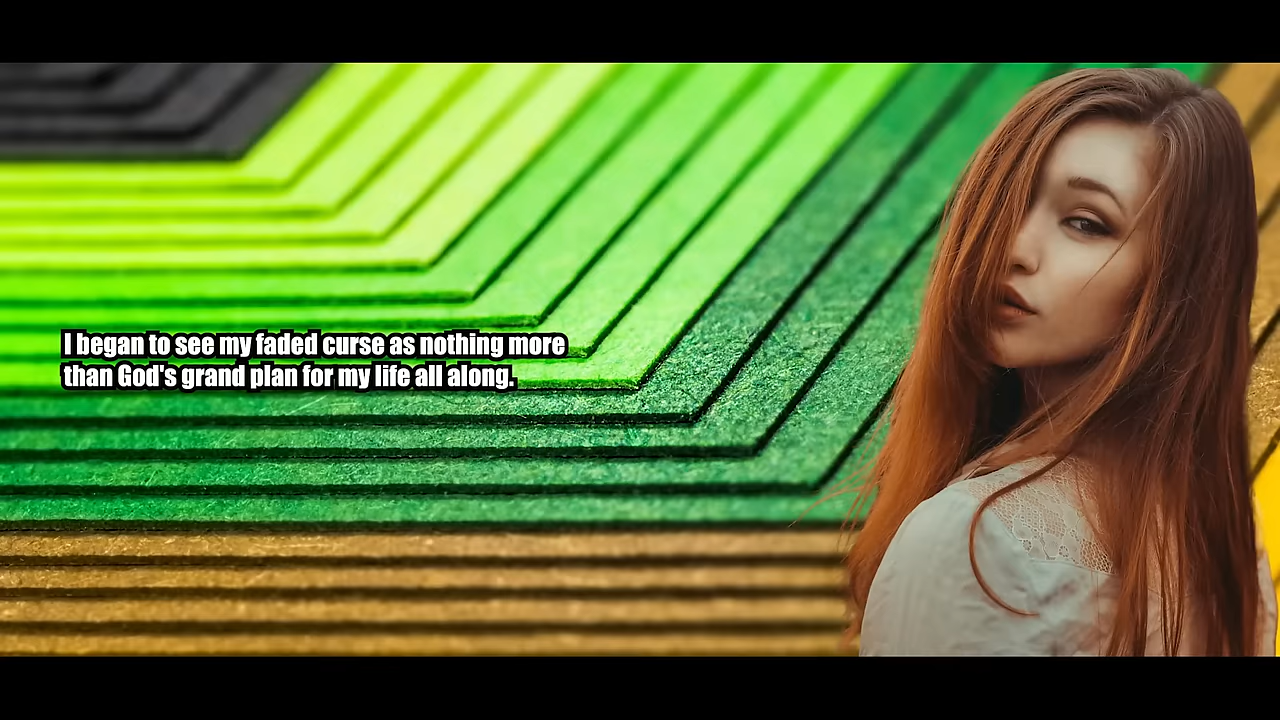 I began to see my faded curse as nothing more
than God's grand plan for my life all along.